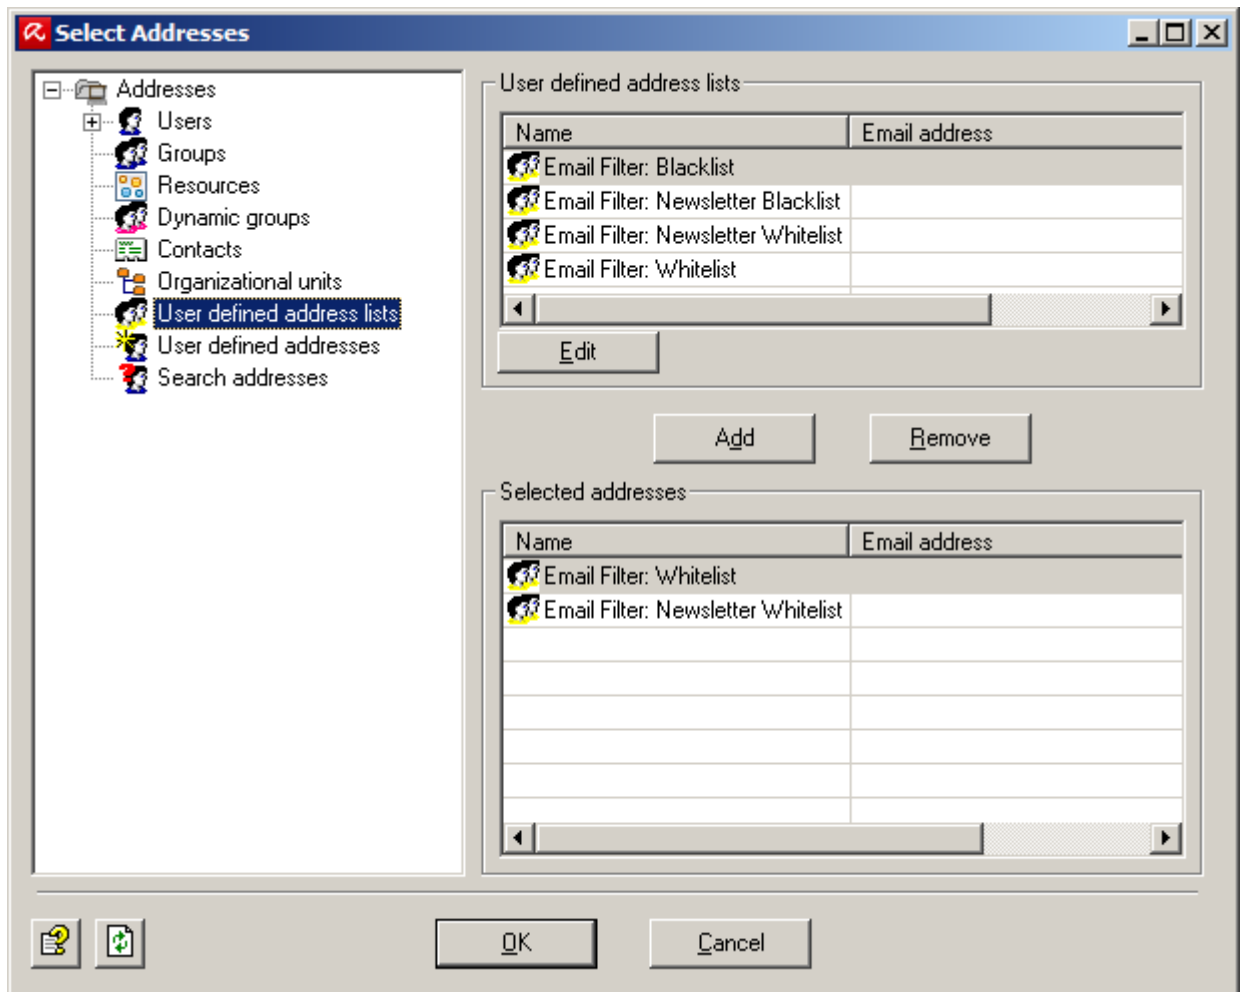 Select Addresses
Addresses
Users
Groups
Resources
Dynamic groups
Contacts
Organizational units
User defined address lists
User defined addresses
Search addresses
User defined address lists
Name Email address
Email Filter: Blacklist
Email Filter: Newsletter Blacklist
Email Filter: Newsletter Whitelist
Email Filter: Whitelist
Edit
Add Remove
Selected addresses
Name Email address
Email Filter: Whitelist
Email Filter: Newsletter Whitelist
OK Cancel